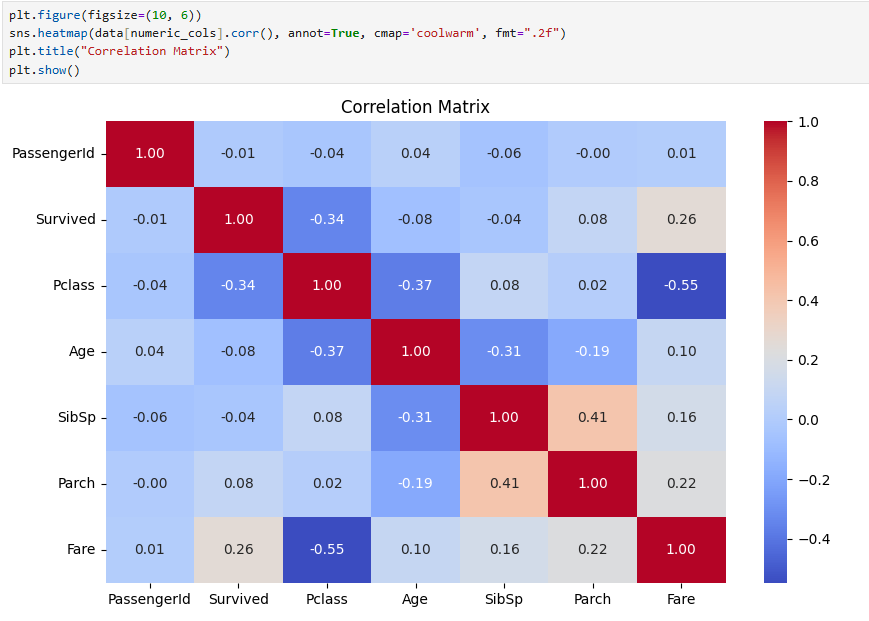 plt.figure(figsize=(10, 6))
sns.heatmap(data[numeric_cols].corr(), annot=True, cmap='coolwarm', fmt=".2f")
plt.title("Correlation Matrix")
plt.show()
Correlation Matrix
PassengerId 1.00 -0.01 -0.04 0.04 -0.06 -0.00 0.01
Survived -0.01 1.00 -0.34 -0.08 -0.04 0.08 0.26
Pclass -0.04 -0.34 1.00 -0.37 0.08 0.02 -0.55
Age 0.04 -0.08 -0.37 1.00 -0.31 -0.19 0.10
SibSp -0.06 -0.04 0.08 -0.31 1.00 0.41 0.16
Parch -0.00 0.08 0.02 -0.19 0.41 1.00 0.22
Fare 0.01 0.26 -0.55 0.10 0.16 0.22 1.00
PassengerId Survived Pclass Age SibSp Parch Fare
1.0
0.8
0.6
0.4
0.2
0.0
−0.2
−0.4